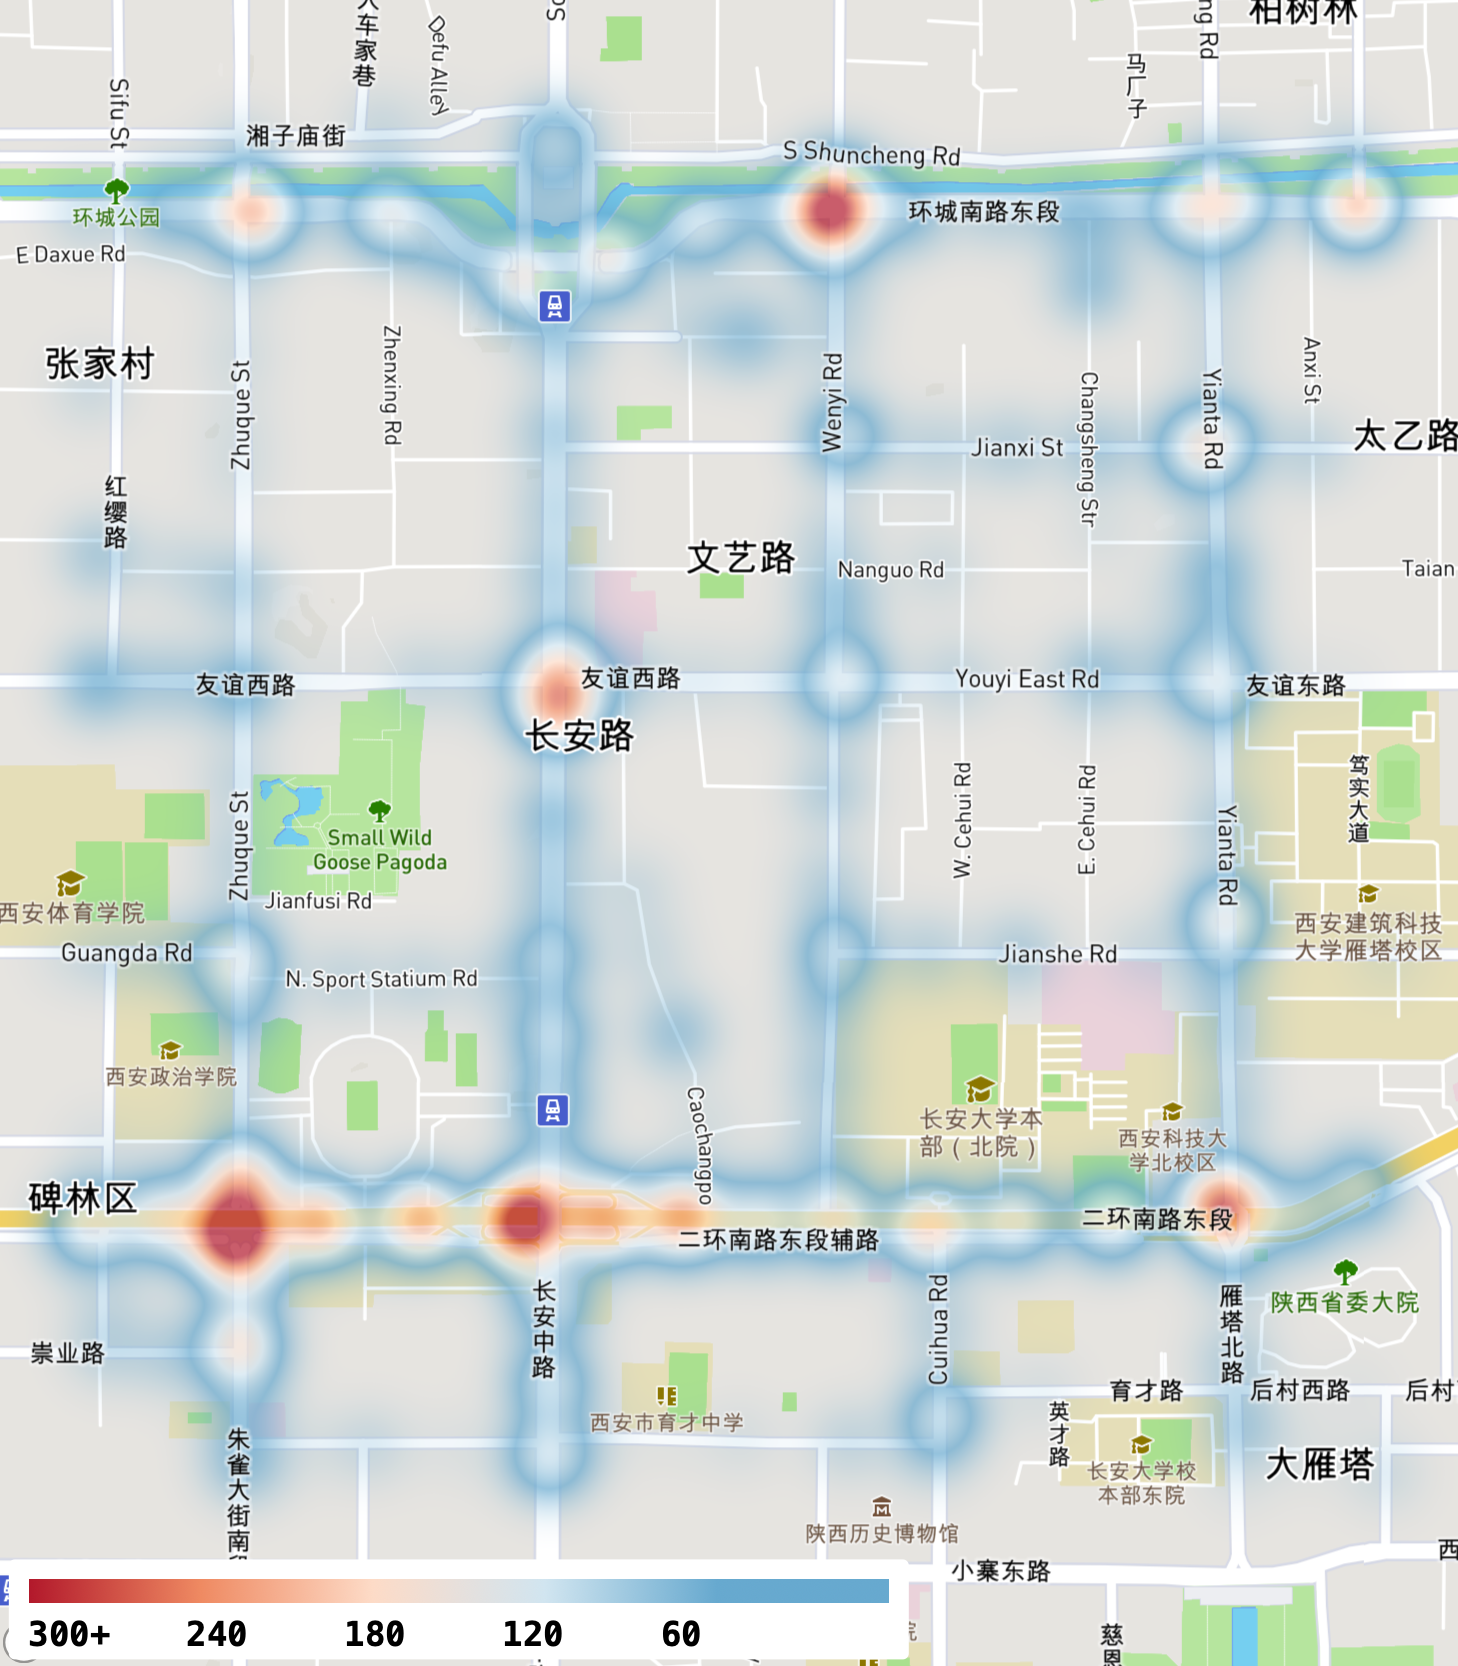 柏树林
车家巷
Defu Alley
Sifu St
马厂子
湘子庙街
S Shuncheng Rd
环城公园
环城南路东段
E Daxue Rd
张家村
Zhuque St
Zhenxing Rd
Wenyi Rd
Changsheng Str
Yianta Rd
Anxi St
Jianxi St
太乙路
红缨路
文艺路
Nanguo Rd
Taian
友谊西路
友谊西路
Youyi East Rd
友谊东路
长安路
笃实大道
Zhuque St
Small Wild
Goose Pagoda
W. Cehui Rd
E. Cehui Rd
Yianta Rd
西安体育学院
Jianfusi Rd
西安建筑科技
大学雁塔校区
Guangda Rd
N. Sport Statium Rd
Jianshe Rd
西安政治学院
Caochangpo
长安大学本
部（北院）
西安科技大
学北校区
碑林区
二环南路东段
二环南路东段辅路
长安中路
Cuihua Rd
雁塔北路
陕西省委大院
崇业路
育才路
后村西路
后村
英才路
西安市育才中学
朱雀大街南
大雁塔
长安大学校
本部东院
陕西历史博物馆
小寨东路
西
慈恩
300+ 240 180 120 60